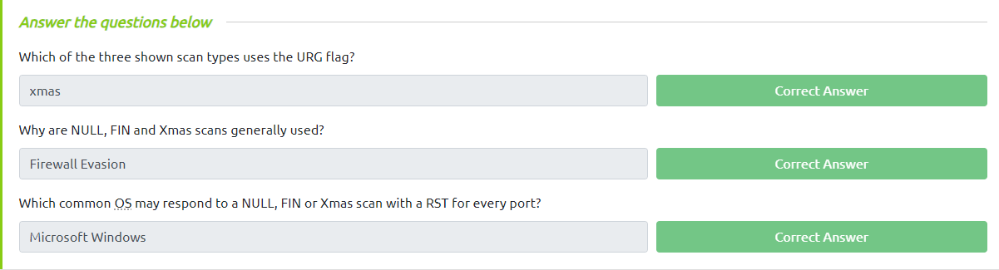 Answer the questions below
Which of the three shown scan types uses the URG flag?
xmas
Correct Answer
Why are NULL, FIN and Xmas scans generally used?
Firewall Evasion
Correct Answer
Which common OS may respond to a NULL, FIN or Xmas scan with a RST for every port?
Microsoft Windows
Correct Answer